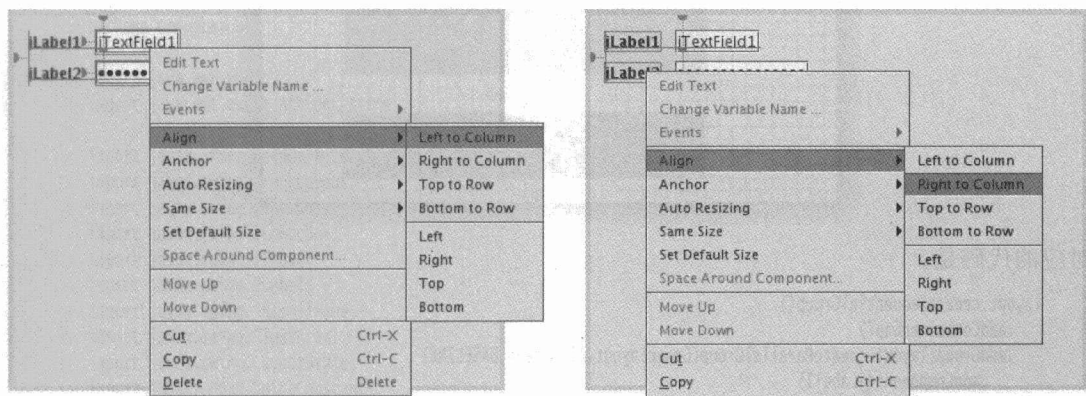 jLabel1 jTextField1
jLabel2
Edit Text
Change Variable Name ...
Events
Align
Anchor
Auto Resizing
Same Size
Set Default Size
Space Around Component...
Move Up
Move Down
Cut Ctrl-X
Copy Ctrl-C
Delete Delete
Left to Column
Right to Column
Top to Row
Bottom to Row
Left
Right
Top
Bottom
jLabel1 jTextField1
Edit Text
Change Variable Name ...
Events
Align
Anchor
Auto Resizing
Same Size
Set Default Size
Space Around Component...
Move Up
Move Down
Cut Ctrl-X
Copy Ctrl-C
Left to Column
Right to Column
Top to Row
Bottom to Row
Left
Right
Top
Bottom